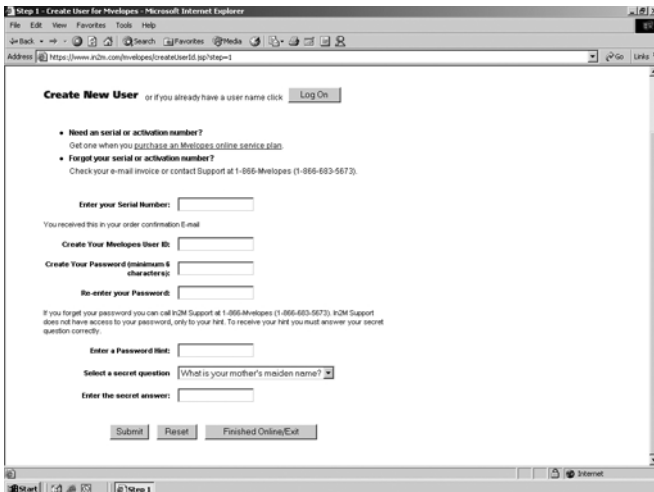 Step 1 - Create User for Mvelopes - Microsoft Internet Explorer
File Edit View Favorites Tools Help
Back Search Favorites Media
Address https://www.in2m.com/mvelopes/createUserId.jsp?step=1 Go Links
Create New User or if you already have a user name click Log On
• Need an serial or activation number?
Get one when you purchase an Mvelopes online service plan.
• Forgot your serial or activation number?
Check your e-mail invoice or contact Support at 1-866-Mvelopes (1-866-683-5673).
Enter your Serial Number:
You received this in your order confirmation E-mail
Create Your Mvelopes User ID:
Create Your Password (minimum 6
characters):
Re-enter your Password:
If you forget your password you can call In2M Support at 1-866-Mvelopes (1-866-683-5673). In2M Support
does not have access to your password, only to your hint. To receive your hint you must answer your secret
question correctly.
Enter a Password Hint:
Select a secret question What is your mother's maiden name?
Enter the secret answer:
Submit Reset Finished Online/Exit
Internet
Start Step 1